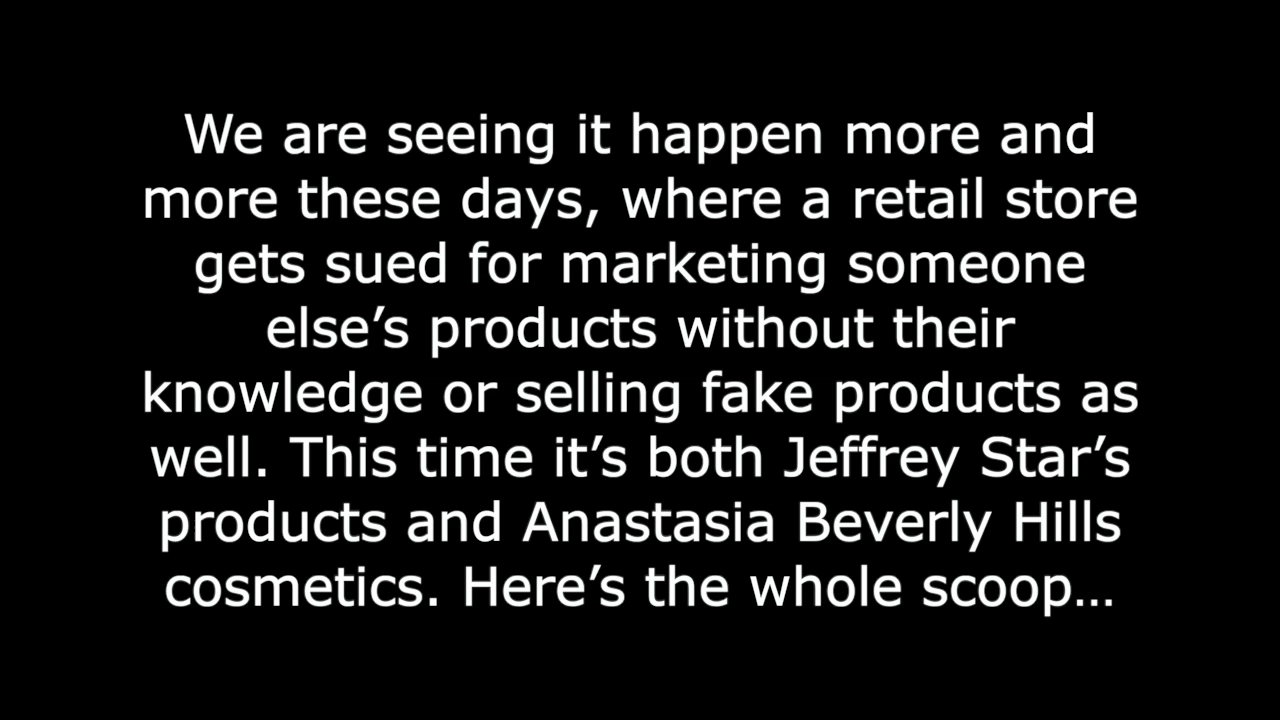 We are seeing it happen more and
more these days, where a retail store
gets sued for marketing someone
else’s products without their
knowledge or selling fake products as
well. This time it’s both Jeffrey Star’s
products and Anastasia Beverly Hills
cosmetics. Here’s the whole scoop…